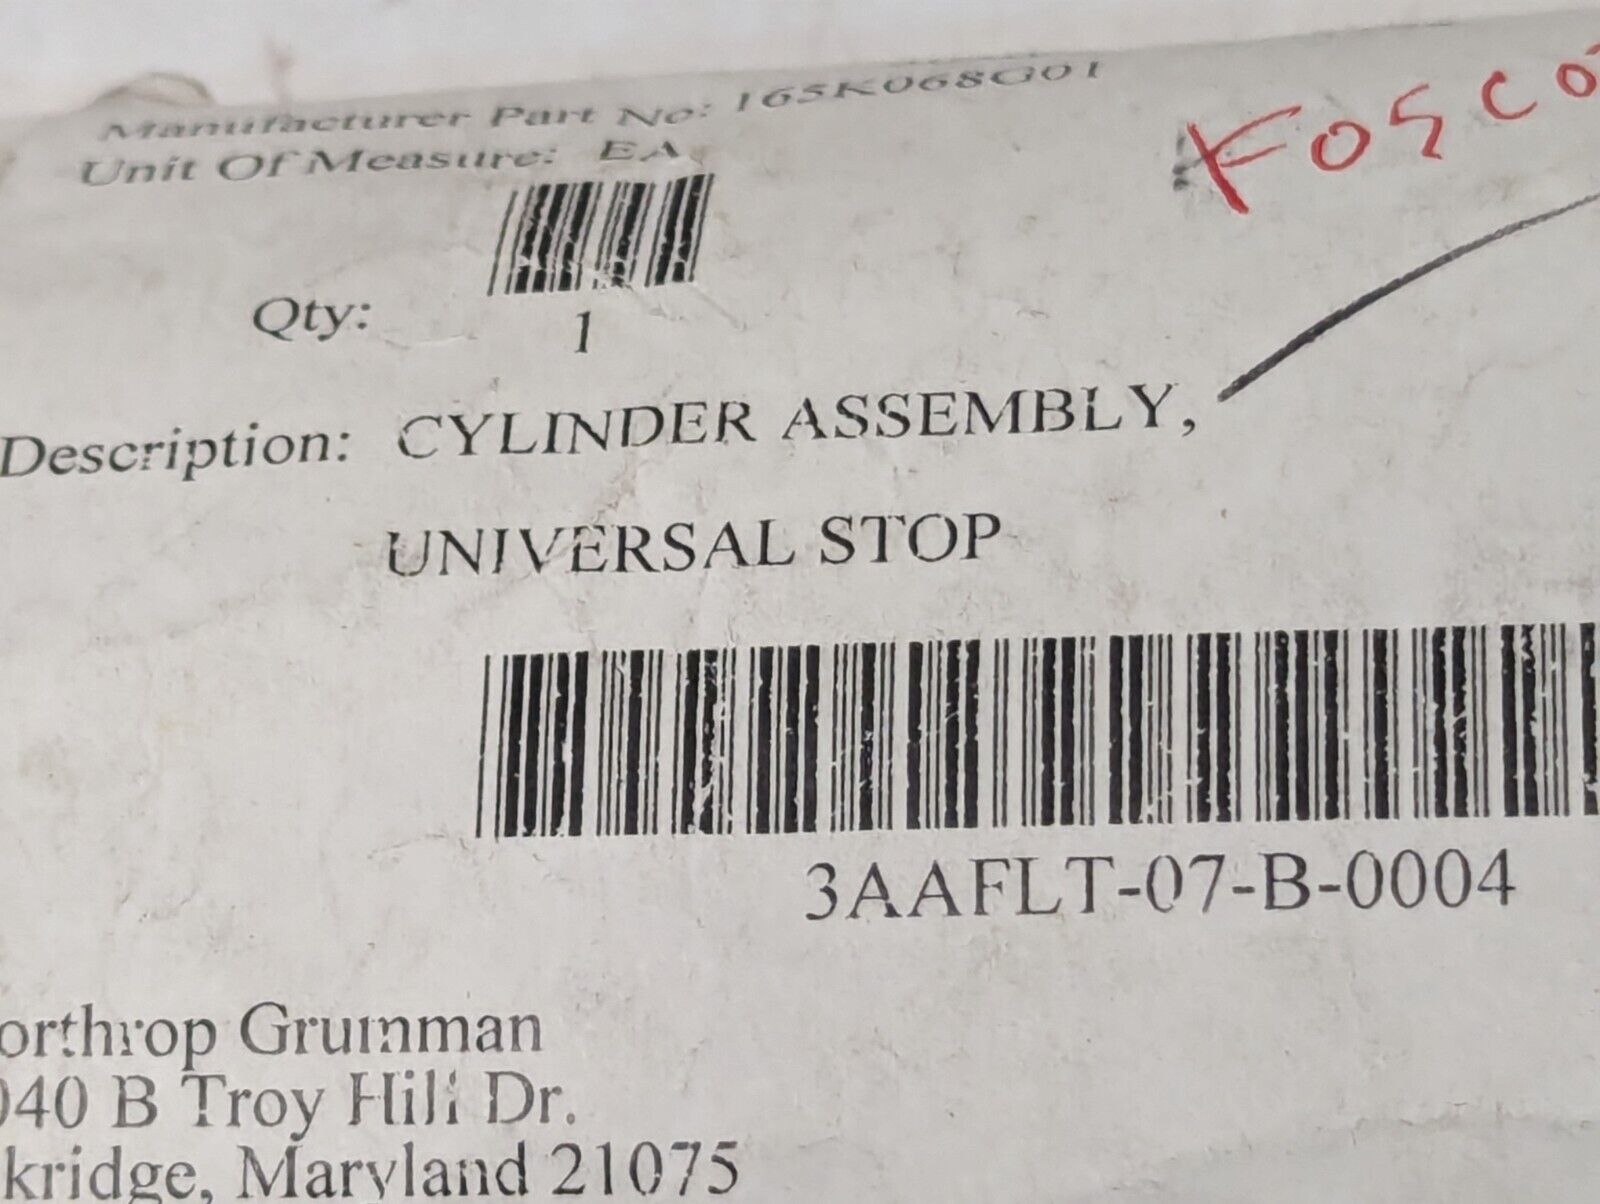 Manufacturer Part No: 165K068G01
Unit Of Measure: EA
FOSCO
Qty:
1
Description: CYLINDER ASSEMBLY,
UNIVERSAL STOP
3AAFLT-07-B-0004
orthrop Grumman
040 B Troy Hill Dr.
kridge, Maryland 21075